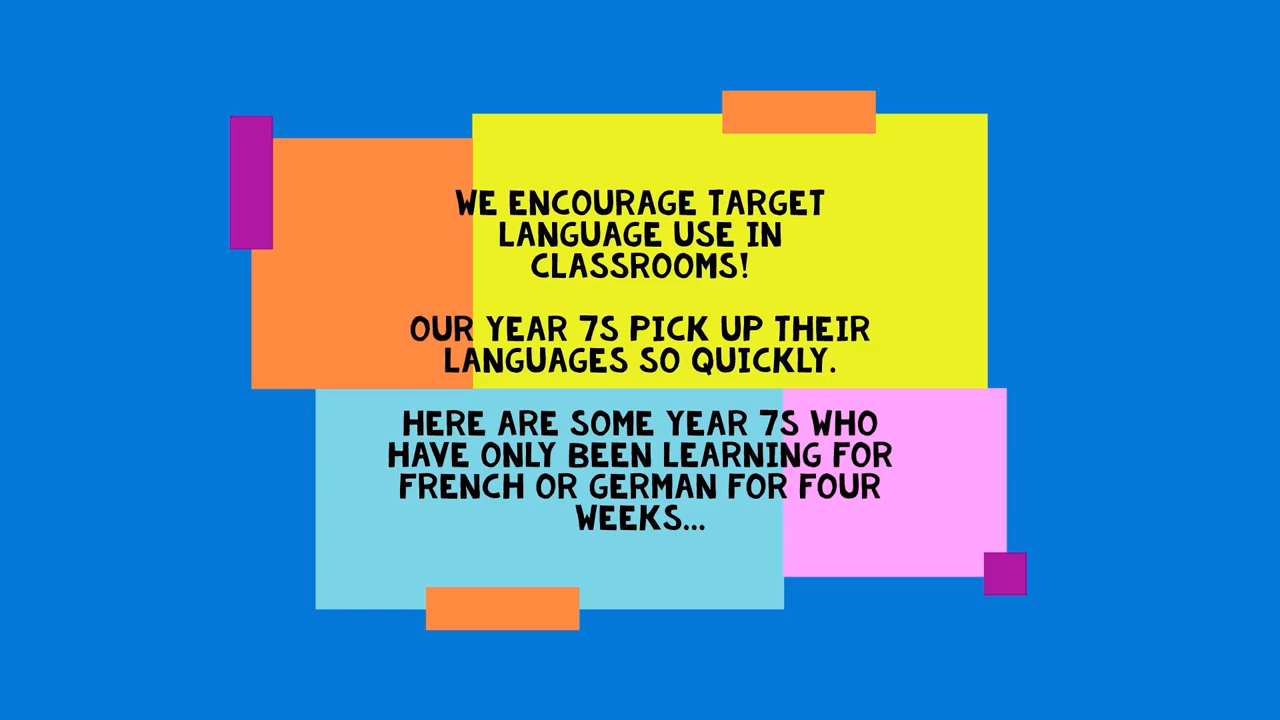 WE ENCOURAGE TARGET
LANGUAGE USE IN
CLASSROOMS!
OUR YEAR 7S PICK UP THEIR
LANGUAGES SO QUICKLY.
HERE ARE SOME YEAR 7S WHO
HAVE ONLY BEEN LEARNING FOR
FRENCH OR GERMAN FOR FOUR
WEEKS...